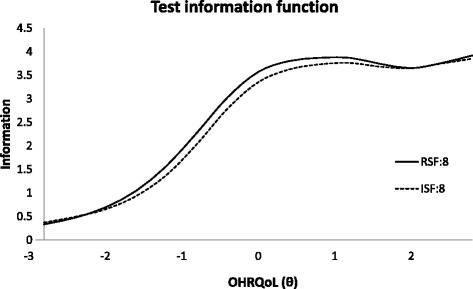 Test information function
4.5
4
3.5
3
2.5
2
1.5
1
0.5
0
Information
RSF:8
ISF:8
-3 -2 -1 0 1 2
OHRQoL (θ)